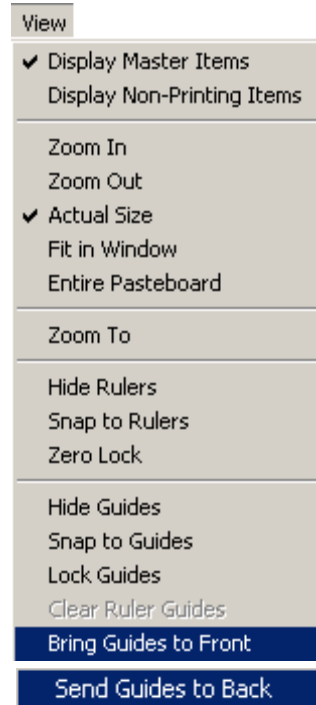 View
Display Master Items
Display Non-Printing Items
Zoom In
Zoom Out
Actual Size
Fit in Window
Entire Pasteboard
Zoom To
Hide Rulers
Snap to Rulers
Zero Lock
Hide Guides
Snap to Guides
Lock Guides
Clear Ruler Guides
Bring Guides to Front
Send Guides to Back